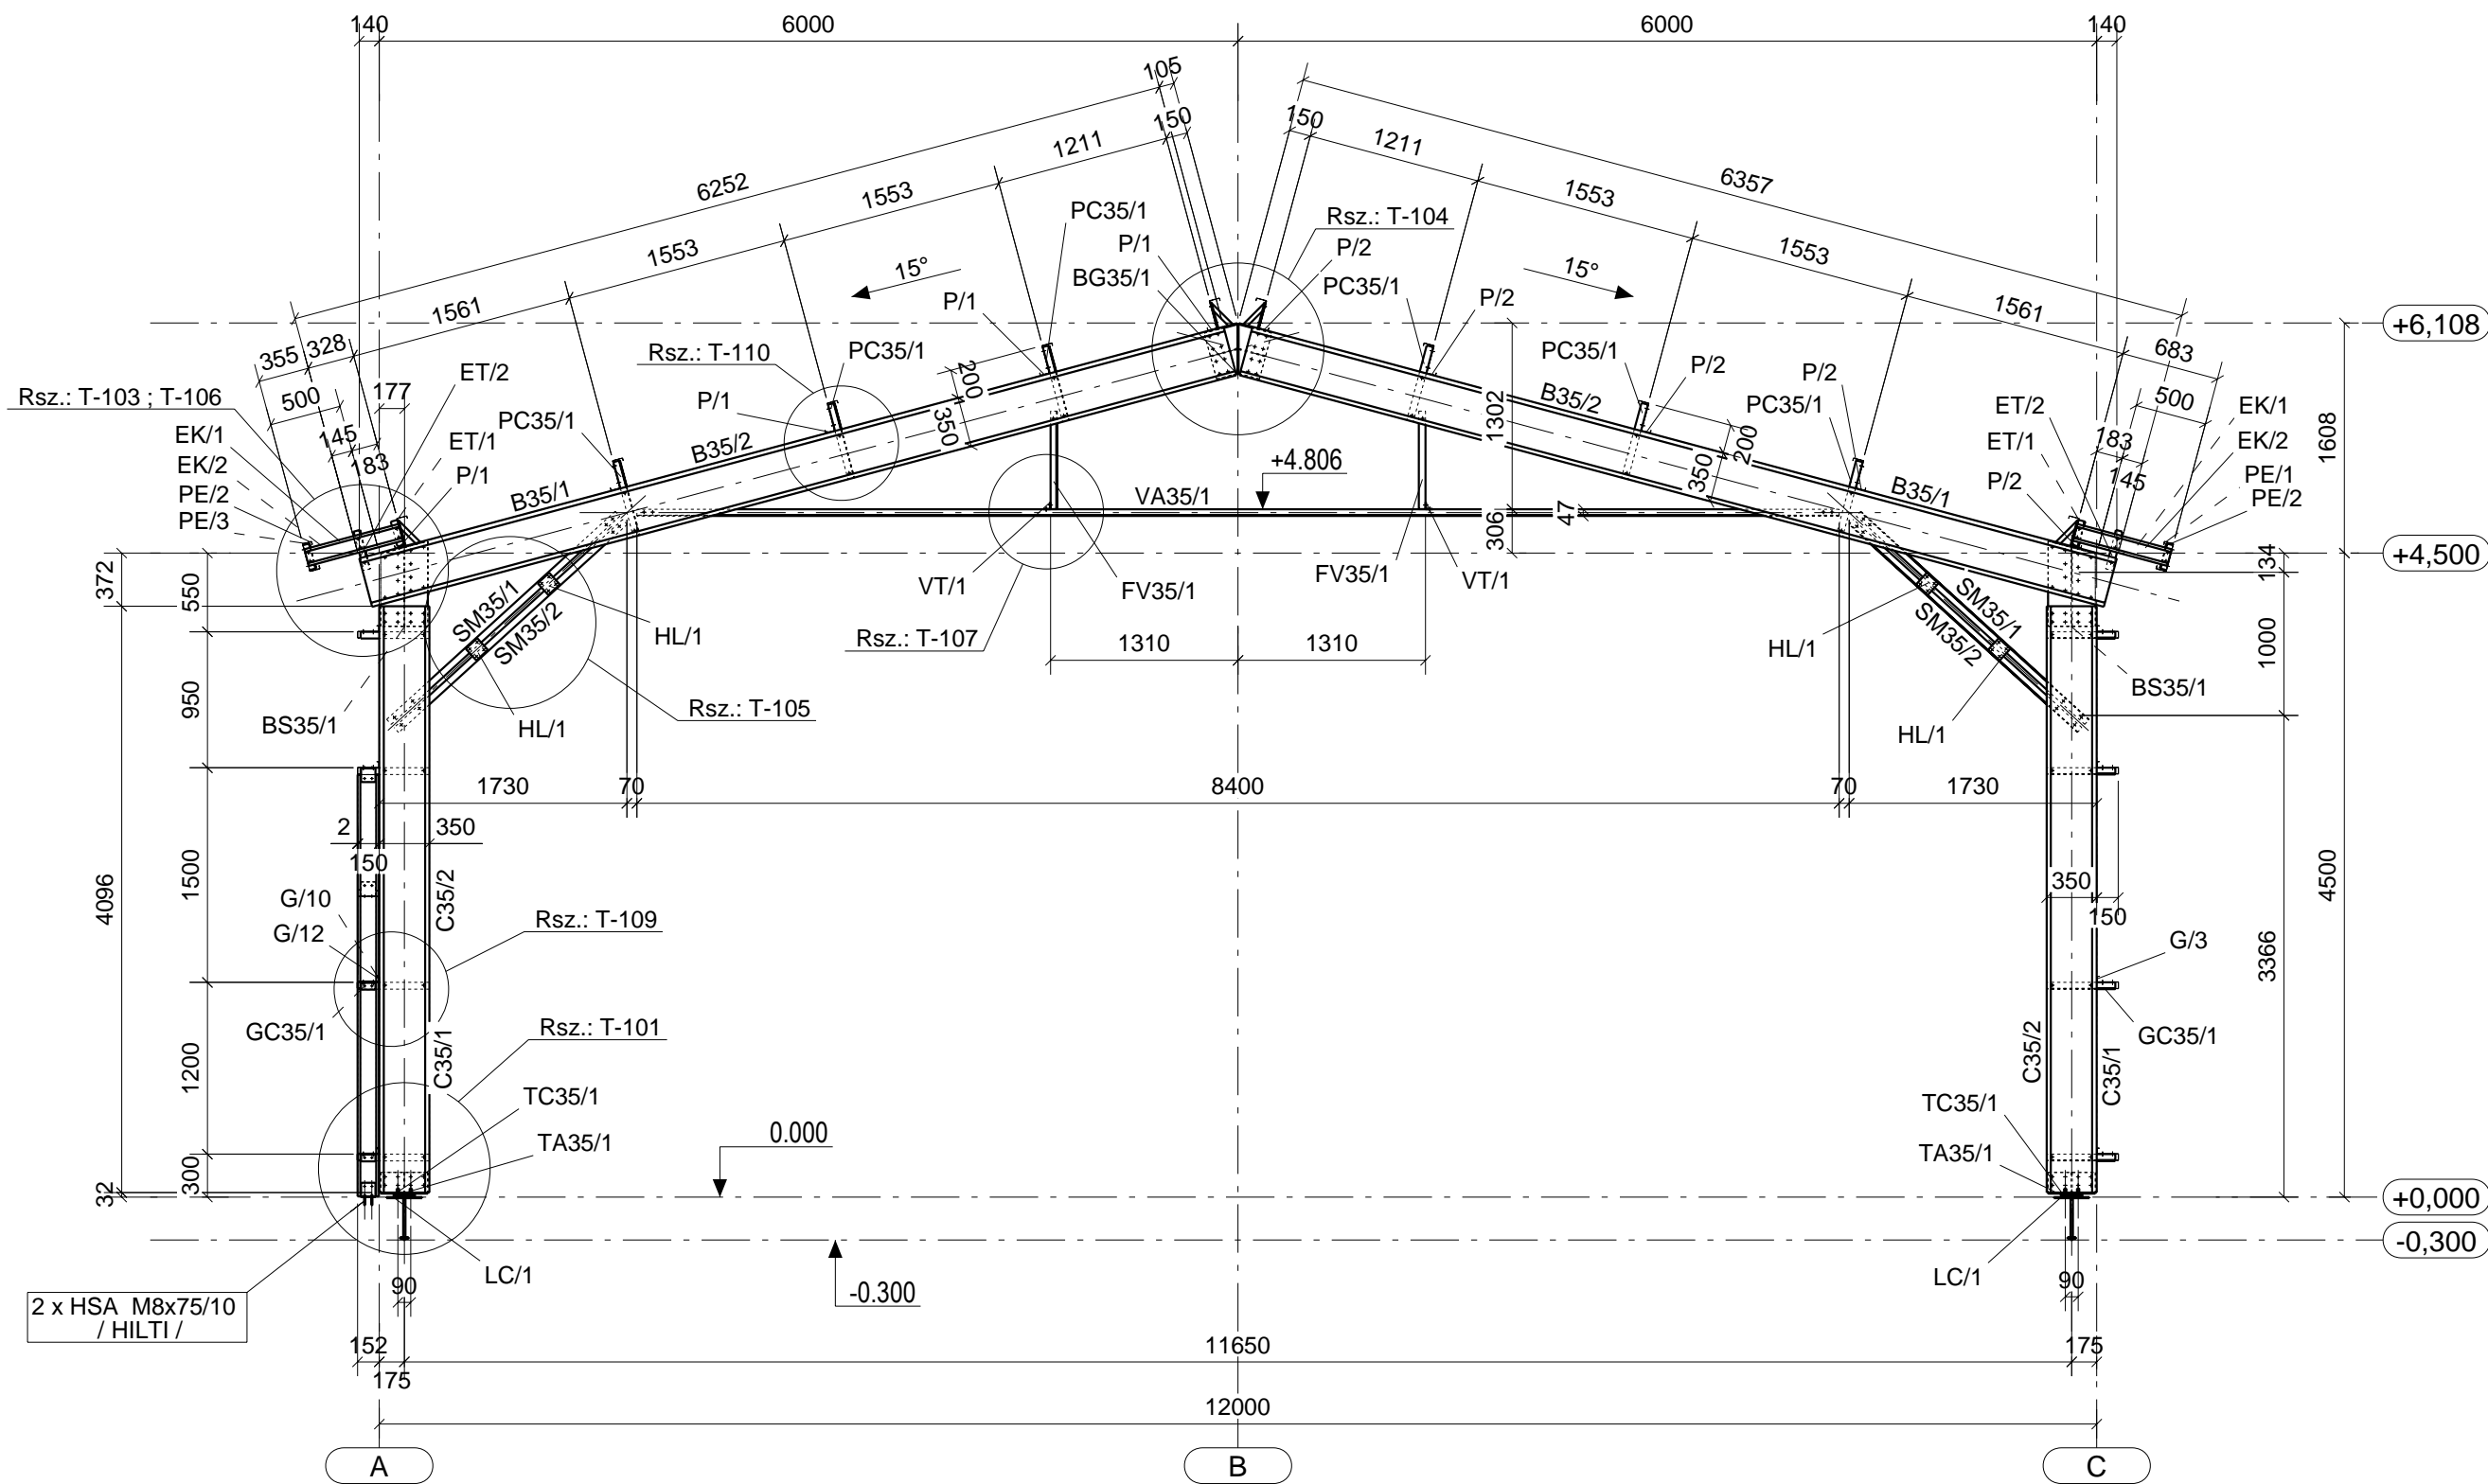 140
6000
6000
140
105
150
1211
6252
1553
1553
1561
328
355
150
1211
6357
1553
1553
1561
683
PC35/1
P/1
BG35/1
Rsz.: T-104
P/2
PC35/1
15°
15°
P/1
P/2
+6,108
Rsz.: T-110
PC35/1
PC35/1
P/2
P/2
PC35/1
200
350
200
350
Rsz.: T-103 ; T-106
500
177
ET/2
145
183
ET/1
P/1
EK/1
EK/2
PE/2
PE/3
P/1
PC35/1
B35/2
B35/1
B35/2
B35/1
1302
1608
ET/2
ET/1
P/2
500
183
145
EK/1
EK/2
PE/1
PE/2
+4.806
VA35/1
306
47
+4,500
134
372
550
SM35/1
SM35/2
HL/1
VT/1
FV35/1
FV35/1
VT/1
Rsz.: T-107
1310
1310
HL/1
SM35/1
SM35/2
1000
950
BS35/1
HL/1
Rsz.: T-105
BS35/1
HL/1
1730
70
8400
70
1730
2
350
150
1500
4096
C35/2
G/10
G/12
Rsz.: T-109
350
150
4500
3366
G/3
GC35/1
C35/1
Rsz.: T-101
C35/2
C35/1
GC35/1
1200
TC35/1
TA35/1
0.000
TC35/1
TA35/1
300
32
+0,000
-0,300
LC/1
90
-0.300
LC/1
90
2 x HSA M8x75/10
/ HILTI /
152
175
11650
175
12000
A
B
C